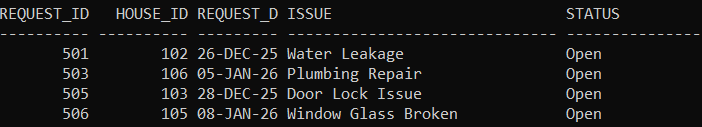 REQUEST_ID HOUSE_ID REQUEST_D ISSUE STATUS
---------- ---------- --------- ------------------------------ ---------------
501 102 26-DEC-25 Water Leakage Open
503 106 05-JAN-26 Plumbing Repair Open
505 103 28-DEC-25 Door Lock Issue Open
506 105 08-JAN-26 Window Glass Broken Open